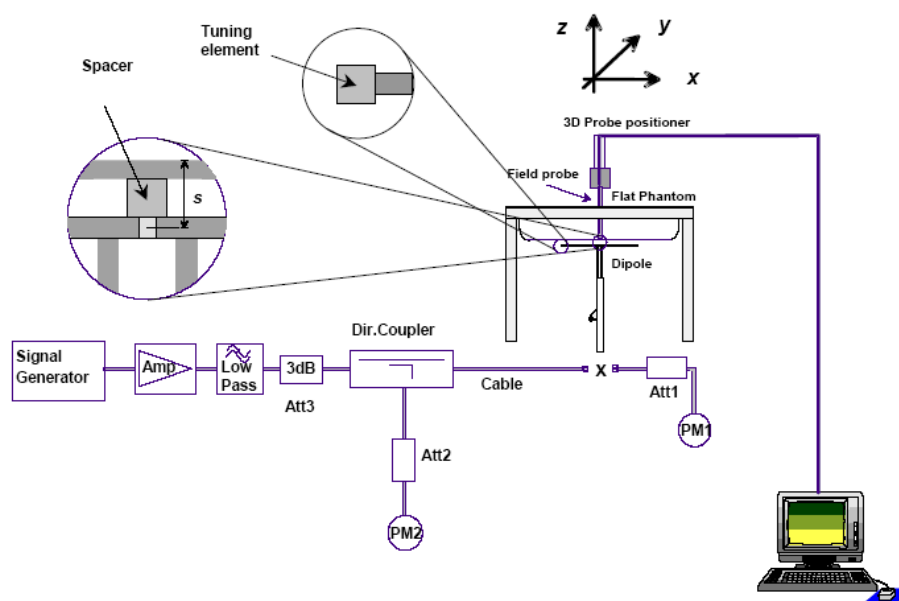 Tuning
element
Spacer
s
z
y
x
3D Probe positioner
Field probe
Flat Phantom
Dipole
Dir.Coupler
Signal
Generator
Amp
Low
Pass
3dB
Att3
Cable
X
Att1
PM1
Att2
PM2